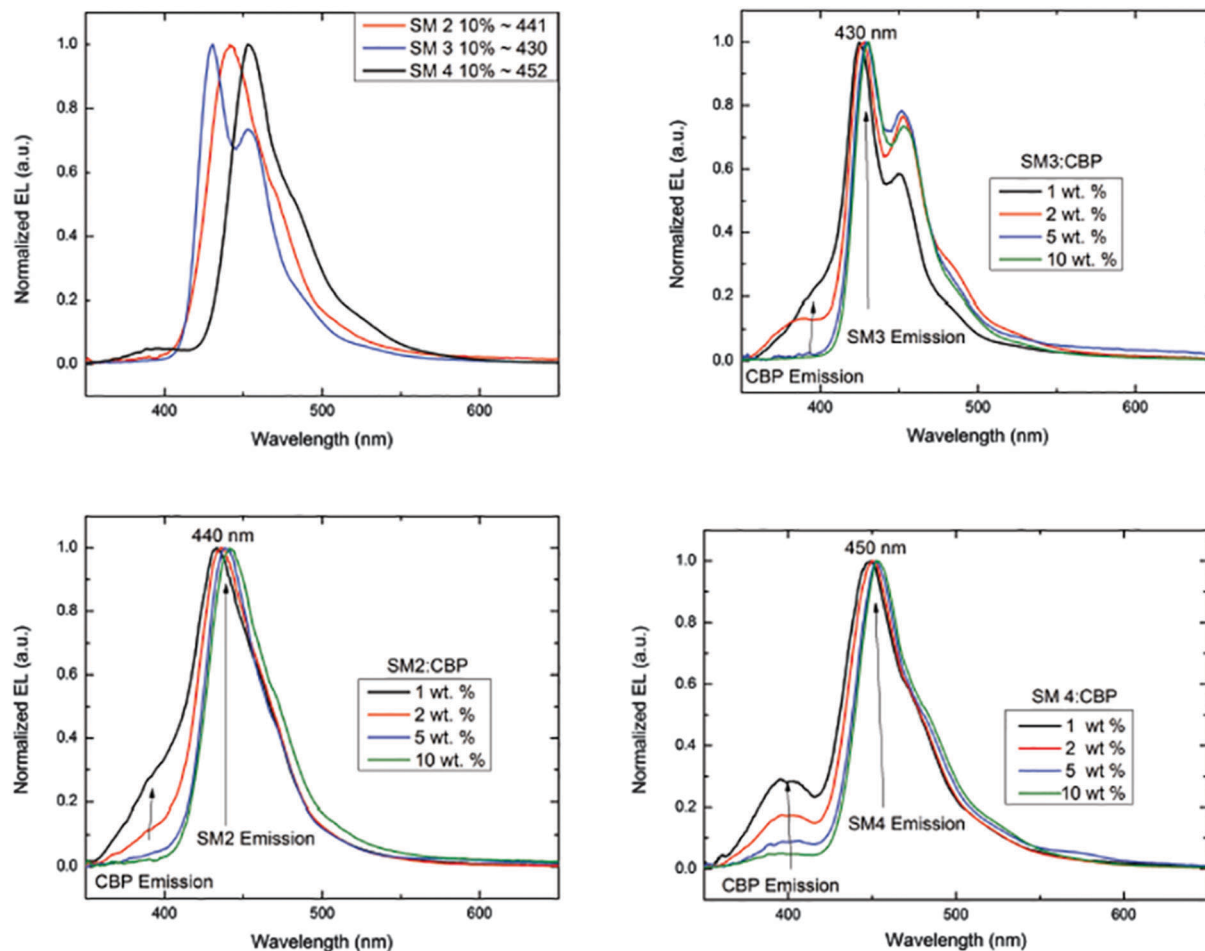 SM 2 10% ~ 441
SM 3 10% ~ 430
SM 4 10% ~ 452
1.0
0.8
0.6
0.4
0.2
0.0
Normalized EL (a.u.)
400 500 600
Wavelength (nm)
430 nm
1.0
0.8
0.6
0.4
0.2
0.0
Normalized EL (a.u.)
SM3:CBP
1 wt. %
2 wt. %
5 wt. %
10 wt. %
SM3 Emission
CBP Emission
400 500 600
Wavelength (nm)
440 nm
1.0
0.8
0.6
0.4
0.2
0.0
Normalized EL (a.u.)
SM2:CBP
1 wt. %
2 wt. %
5 wt. %
10 wt. %
SM2 Emission
CBP Emission
400 500 600
Wavelength (nm)
450 nm
1.0
0.8
0.6
0.4
0.2
0.0
Normalized EL (a.u.)
SM 4:CBP
1 wt %
2 wt %
5 wt %
10 wt %
SM4 Emission
CBP Emission
400 500 600
Wavelength (nm)